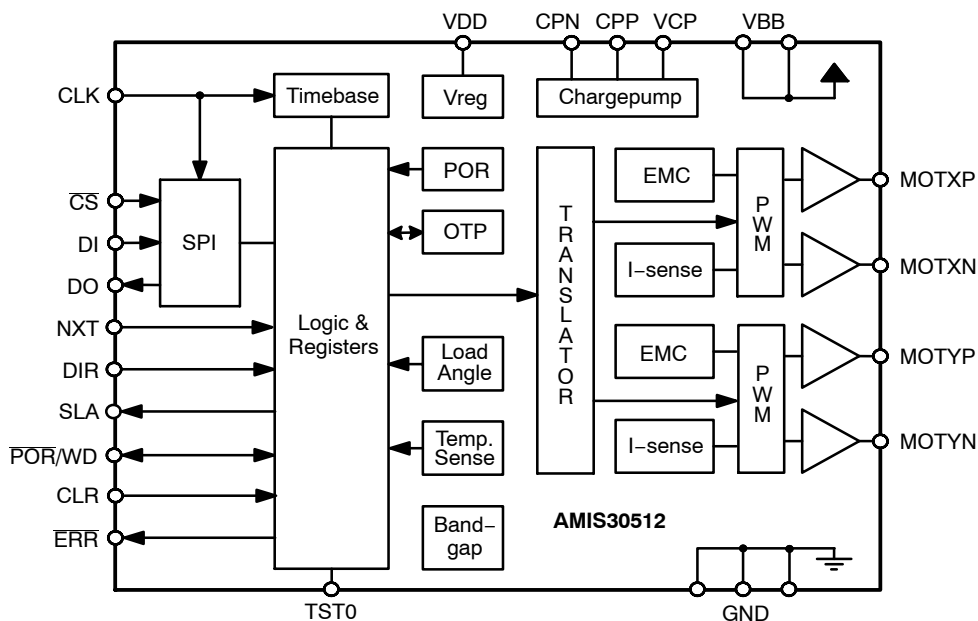 VDD
CPN
CPP
VCP
VBB
CLK
Timebase
Vreg
Chargepump
CS
DI
DO
SPI
POR
OTP
NXT
DIR
SLA
POR/WD
CLR
ERR
Logic &
Registers
Load
Angle
Temp.
Sense
Band−
gap
TRANSLATOR
EMC
I−sense
PWM
EMC
I−sense
PWM
MOTXP
MOTXN
MOTYP
MOTYN
AMIS30512
TST0
GND